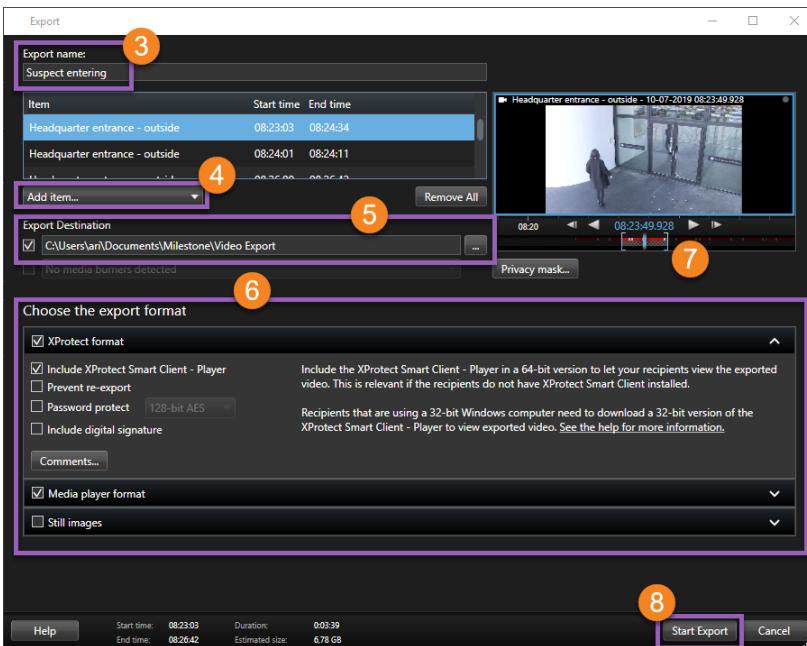 Export
3
Export name:
Suspect entering
Item Start time End time
Headquarter entrance - outside 08:23:03 08:24:34
Headquarter entrance - outside 08:24:01 08:24:11
4
Add item...
Remove All
Headquarter entrance - outside - 10-07-2019 08:23:49.928
08:20 08:23:49.928
7
Privacy mask...
5
Export Destination
C:\Users\ari\Documents\Milestone\Video Export ...
No media burners detected
6
Choose the export format
XProtect format
Include XProtect Smart Client - Player
Prevent re-export
Password protect 128-bit AES
Include digital signature
Comments...
Include the XProtect Smart Client - Player in a 64-bit version to let your recipients view the exported
video. This is relevant if the recipients do not have XProtect Smart Client installed.
Recipients that are using a 32-bit Windows computer need to download a 32-bit version of the
XProtect Smart Client - Player to view exported video. See the help for more information.
Media player format
Still images
8
Help
Start time: 08:23:03 Duration: 0:03:39
End time: 08:26:42 Estimated size: 6,78 GB
Start Export
Cancel